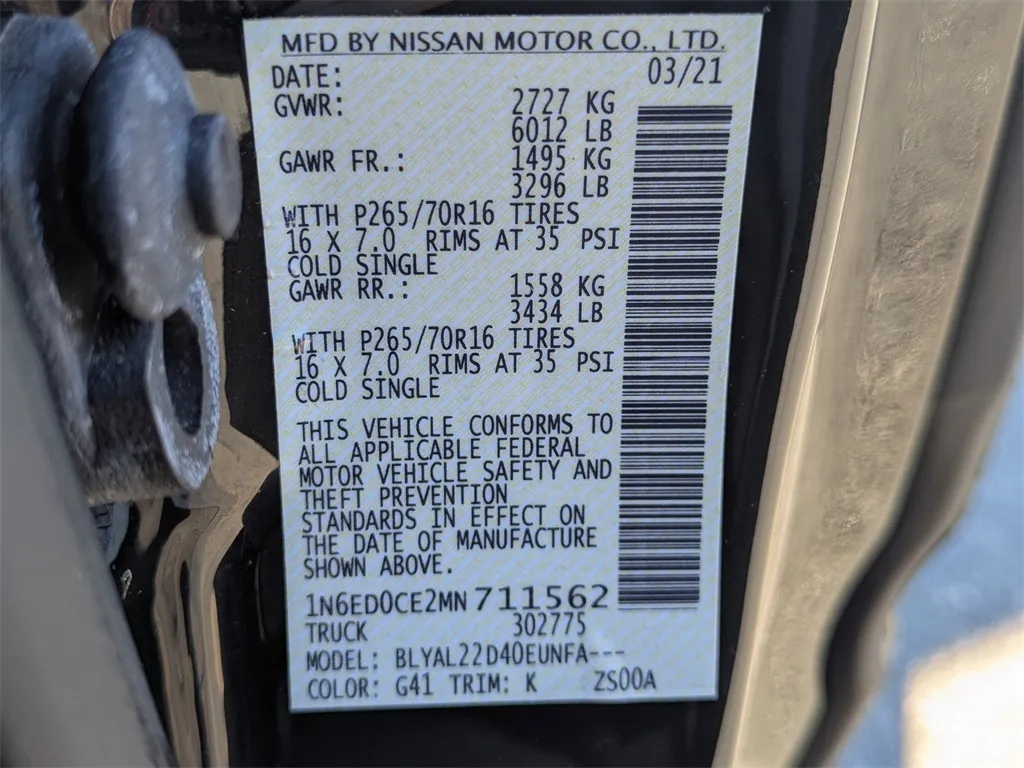 MFD BY NISSAN MOTOR CO., LTD.
DATE: 03/21
GVWR: 2727 KG
6012 LB
GAWR FR.: 1495 KG
3296 LB
WITH P265/70R16 TIRES
16 X 7.0 RIMS AT 35 PSI
COLD SINGLE
GAWR RR.: 1558 KG
3434 LB
WITH P265/70R16 TIRES
16 X 7.0 RIMS AT 35 PSI
COLD SINGLE
THIS VEHICLE CONFORMS TO
ALL APPLICABLE FEDERAL
MOTOR VEHICLE SAFETY AND
THEFT PREVENTION
STANDARDS IN EFFECT ON
THE DATE OF MANUFACTURE
SHOWN ABOVE.
1N6ED0CE2MN711562
TRUCK 302775
MODEL: BLYAL22D40EUNFA---
COLOR: G41 TRIM: K ZS00A